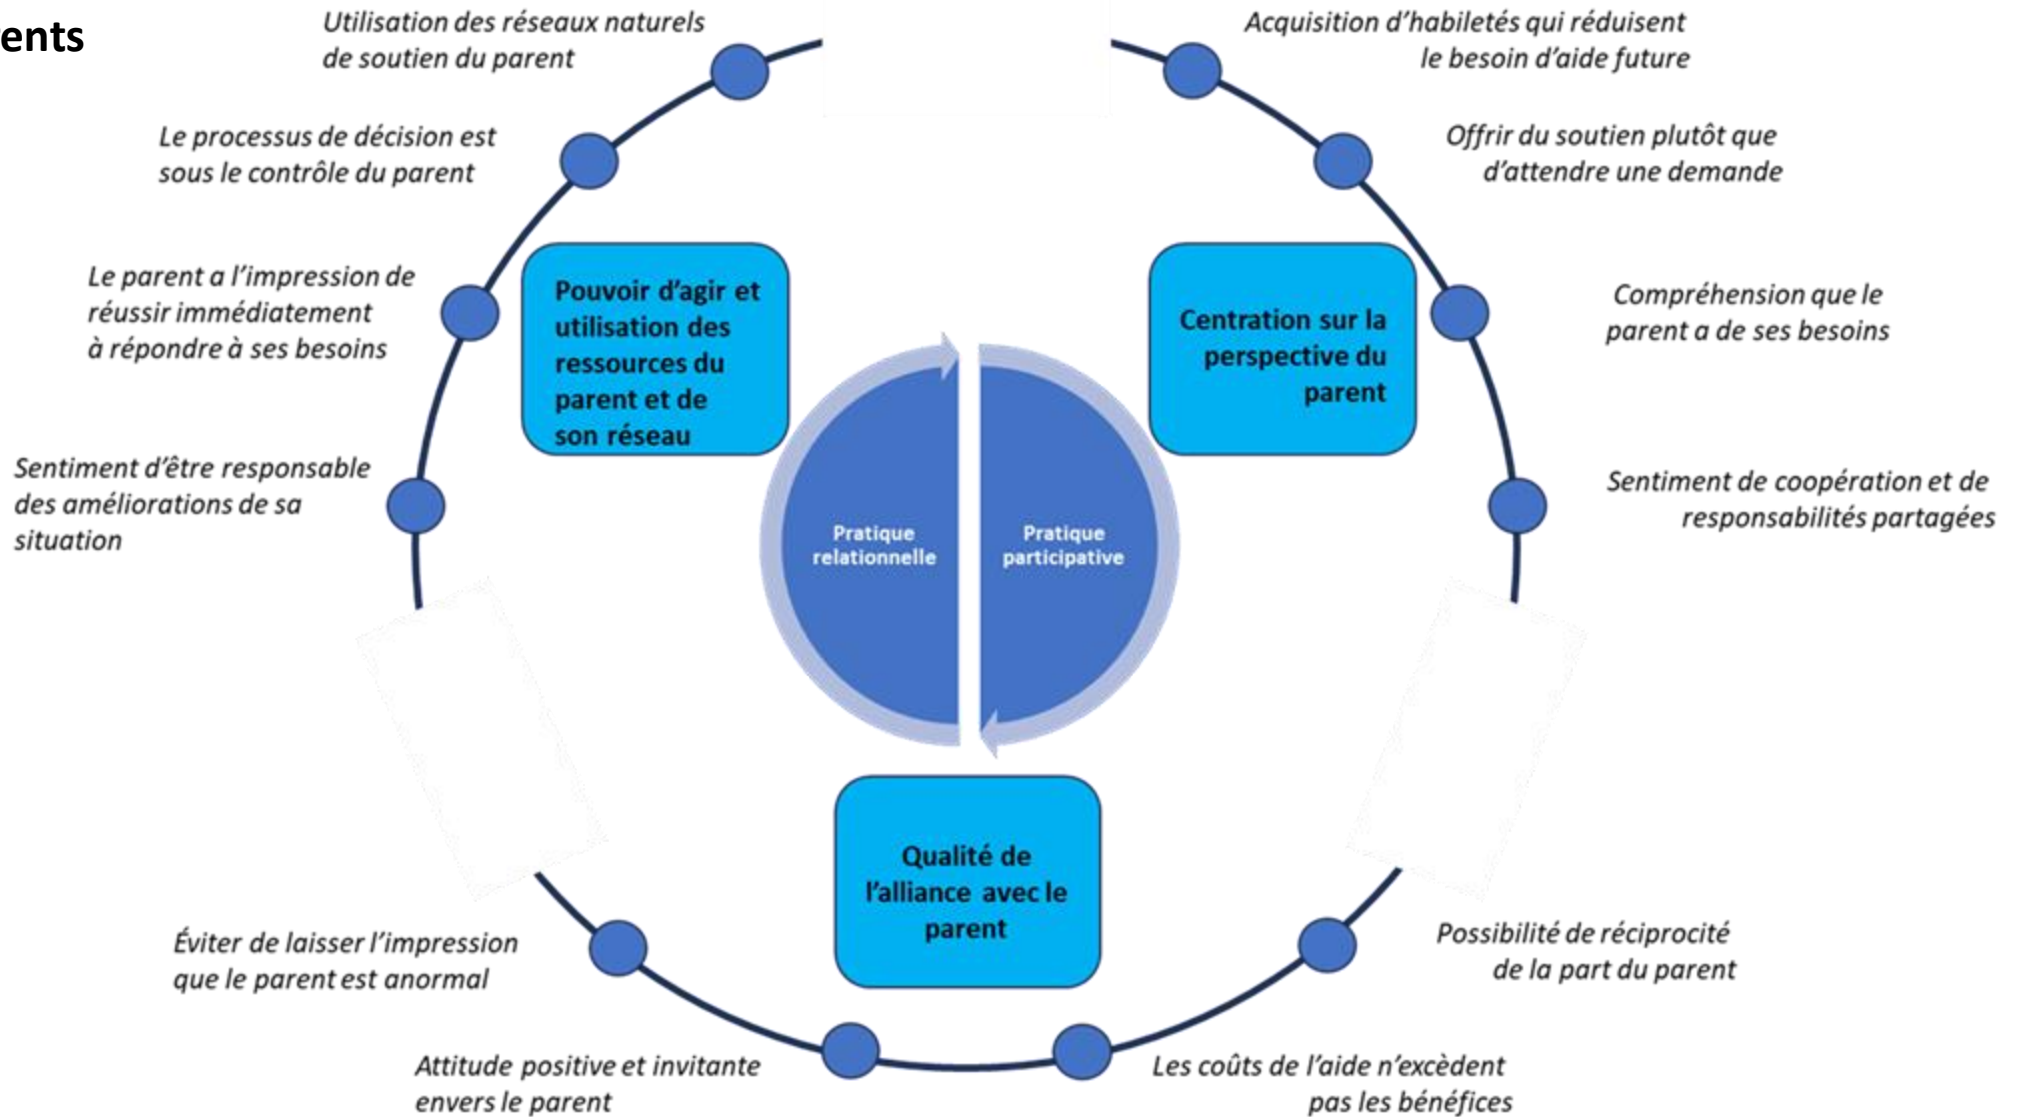 ents
Utilisation des réseaux naturels
de soutien du parent
Le processus de décision est
sous le contrôle du parent
Le parent a l'impression de
réussir immédiatement
à répondre à ses besoins
Sentiment d'être responsable
des améliorations de sa
situation
Éviter de laisser l'impression
que le parent est anormal
Attitude positive et invitante
envers le parent
Acquisition d'habiletés qui réduisent
le besoin d'aide future
Offrir du soutien plutôt que
d'attendre une demande
Compréhension que le
parent a de ses besoins
Sentiment de coopération et de
responsabilités partagées
Possibilité de réciprocité
de la part du parent
Les coûts de l'aide n'excèdent
pas les bénéfices
Pouvoir d'agir et
utilisation des
ressources du
parent et de
son réseau
Centration sur la
perspective du
parent
Pratique
relationnelle
Pratique
participative
Qualité de
l'alliance avec le
parent